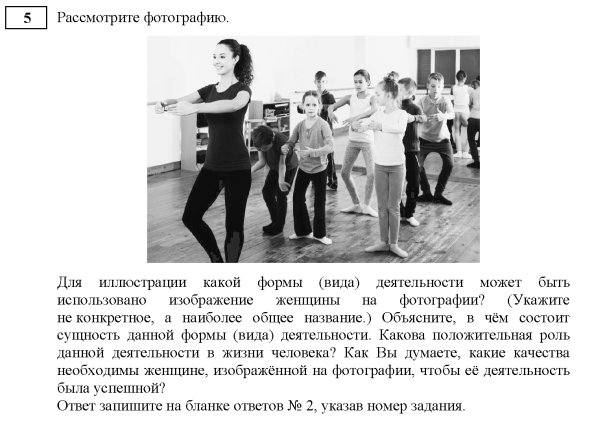 5 Рассмотрите фотографию.
Для иллюстрации какой формы (вида) деятельности может быть
использовано изображение женщины на фотографии? (Укажите
не конкретное, а наиболее общее название.) Объясните, в чём состоит
сущность данной формы (вида) деятельности. Какова положительная роль
данной деятельности в жизни человека? Как Вы думаете, какие качества
необходимы женщине, изображённой на фотографии, чтобы её деятельность
была успешной?
Ответ запишите на бланке ответов № 2, указав номер задания.